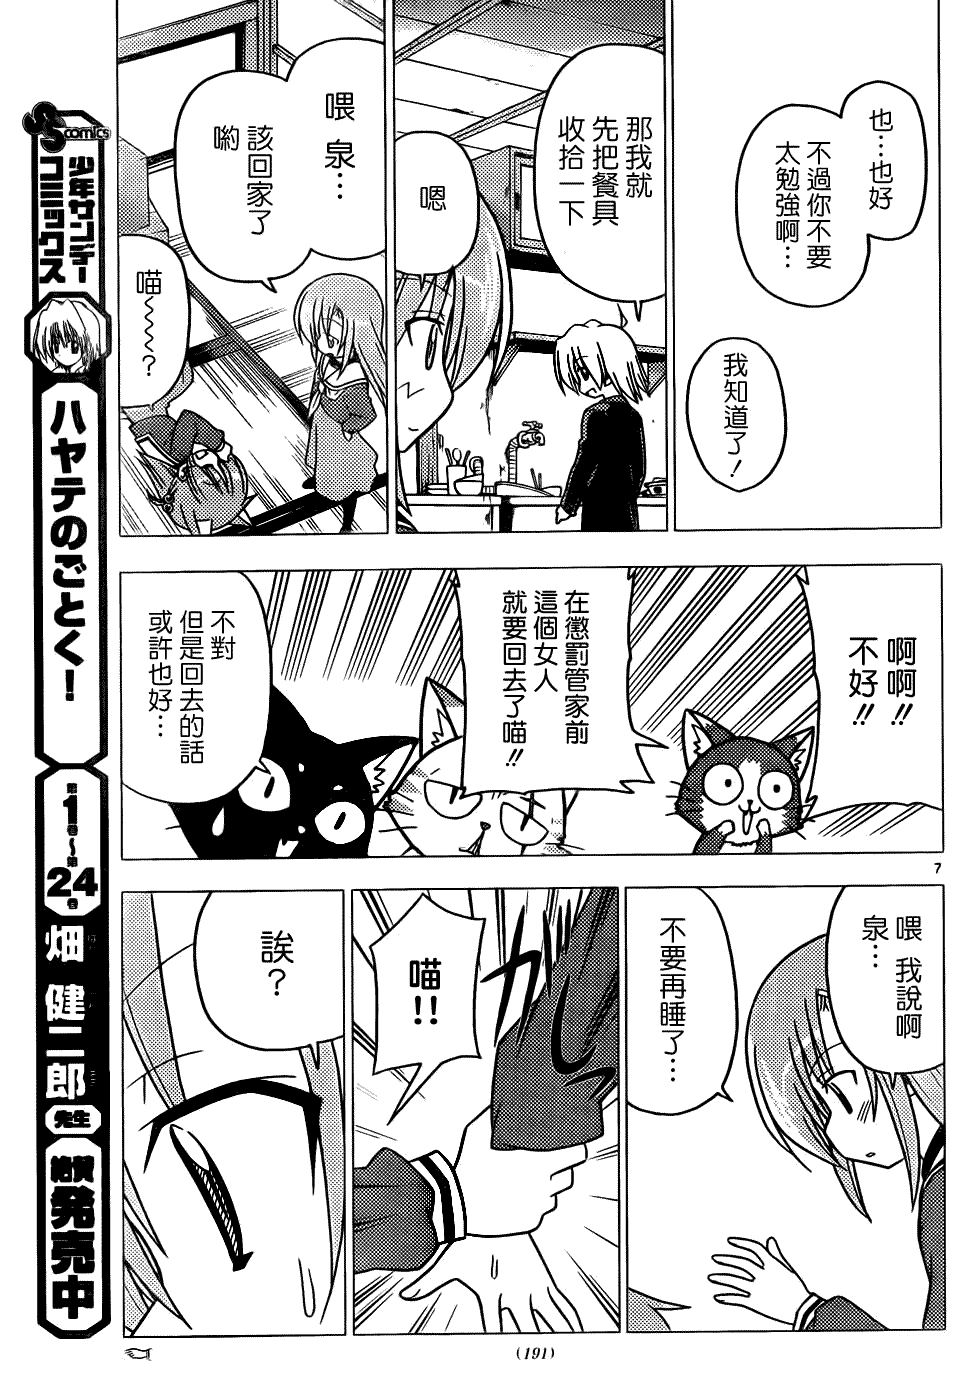 也…也好
不過你不要
太勉強啊…
我知道了!
那我就
先把餐具
收拾一下
嗯
喂 泉…
該回家了
喲
喵～～～?
啊啊!!
不好!!
在懲罰管家前
這個女人
就要回去了喵!!
不對
但是回去的話
或許也好…
7
喂 我說啊
泉…
不要再睡了…
喵!!
誒?
(191)
SS comics
少年サンデー
コミックス
ハヤテのごとく!
第1巻～第24巻
畑 健二郎
先生
絶賛
発売中